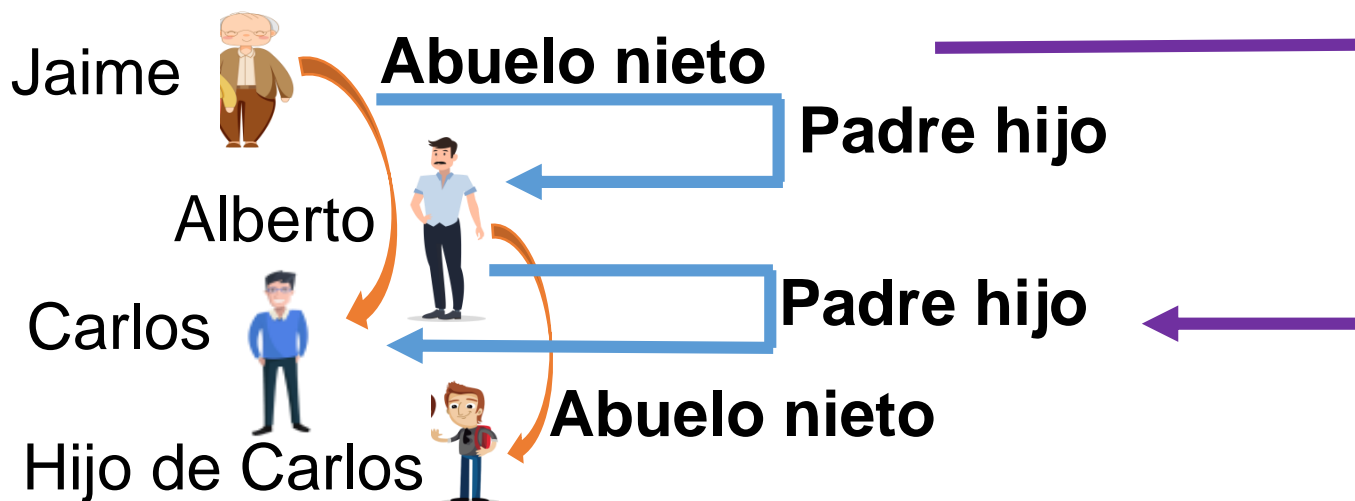 Jaime
Abuelo nieto
Padre hijo
Alberto
Carlos
Padre hijo
Abuelo nieto
Hijo de Carlos